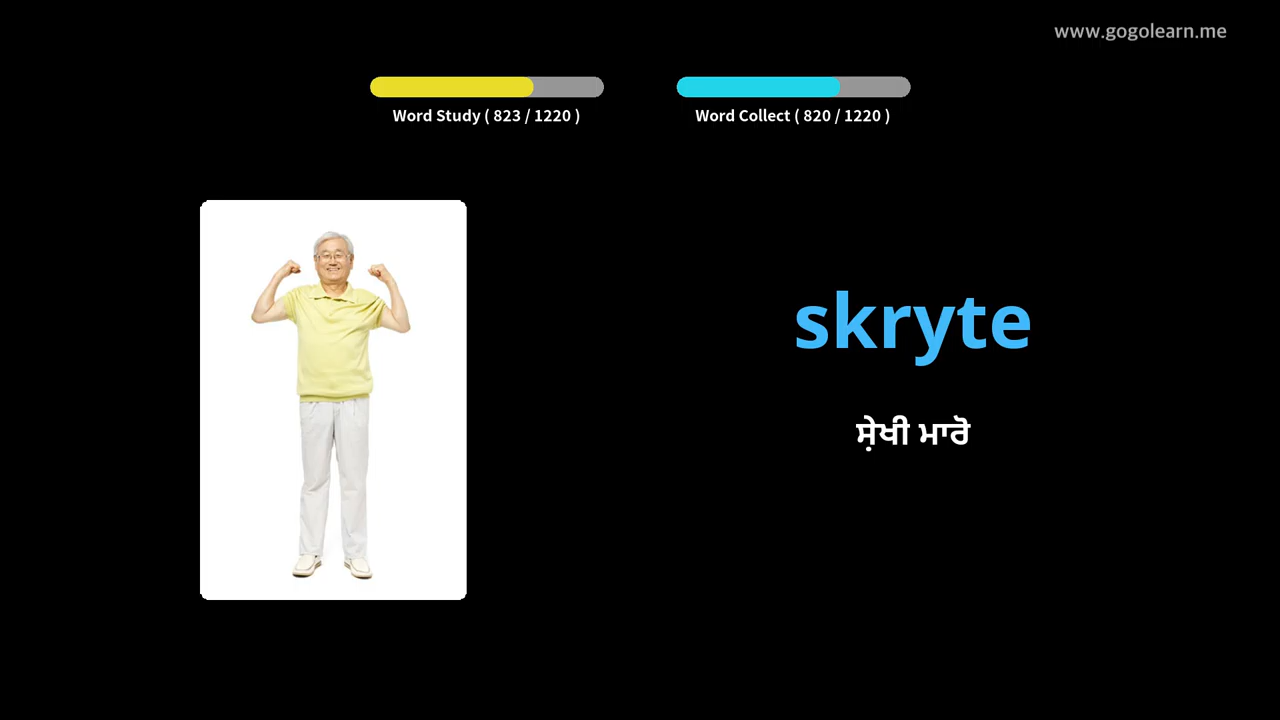 www.gogolearn.me
Word Study ( 823 / 1220 )
Word Collect ( 820 / 1220 )
skryte
ਸ਼ੇਖੀ ਮਾਰੋ